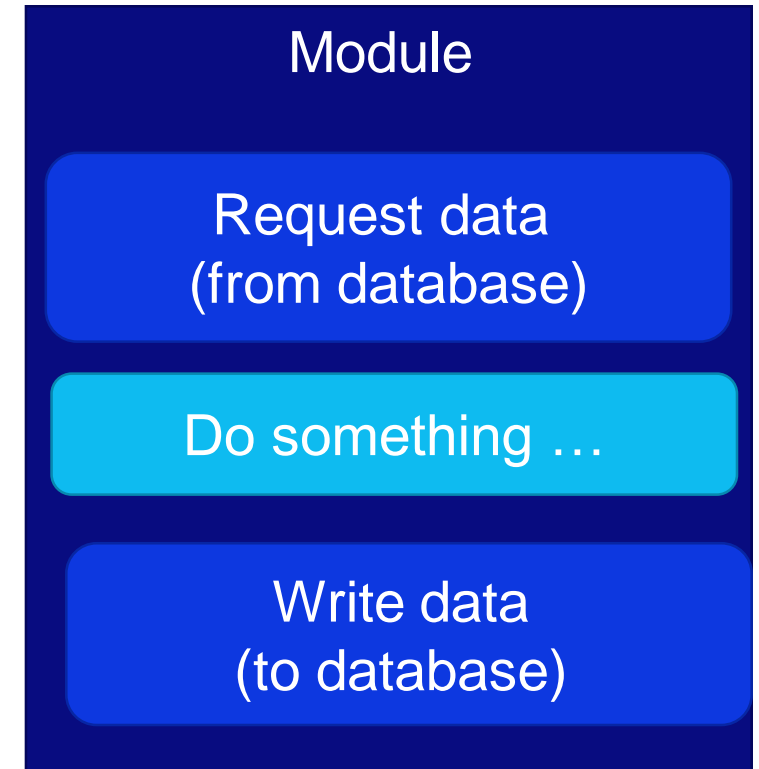 Module
Request data
(from database)
Do something …
Write data
(to database)